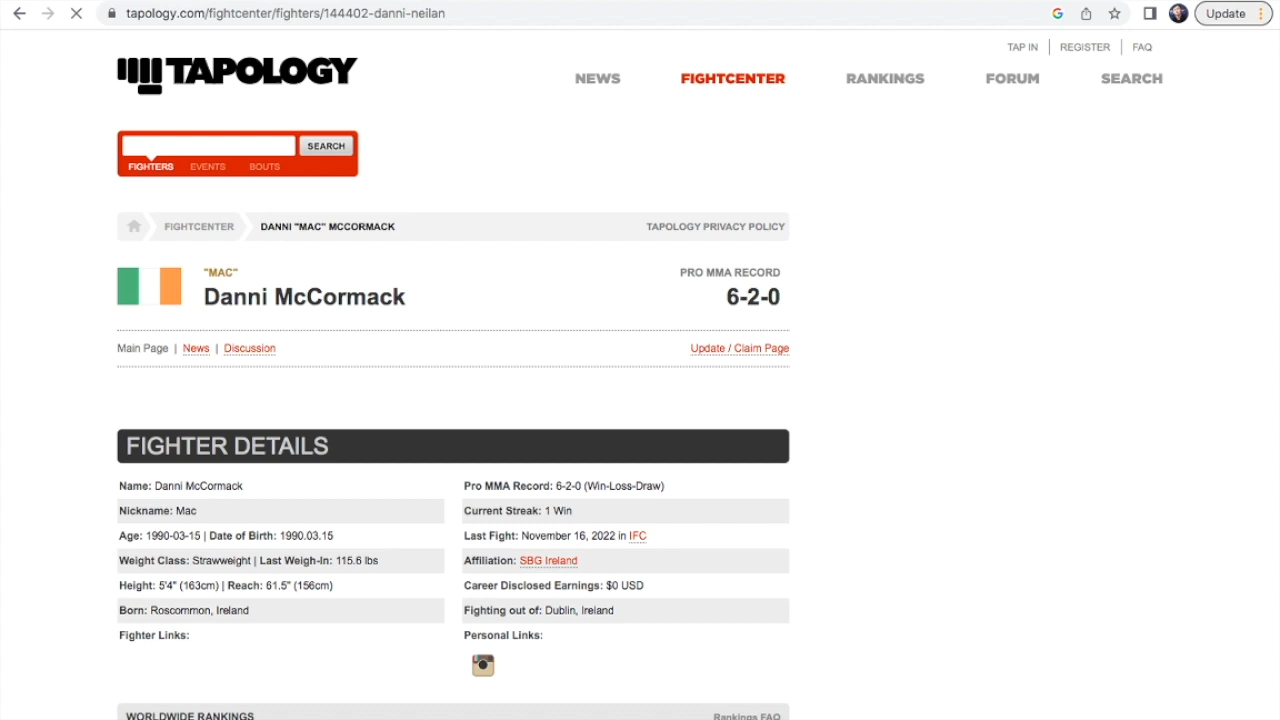 tapology.com/fightcenter/fighters/144402-danni-neilan
Update
TAP IN
REGISTER
FAQ
TAPOLOGY
NEWS
FIGHTCENTER
RANKINGS
FORUM
SEARCH
SEARCH
FIGHTERS
EVENTS
BOUTS
FIGHTCENTER
DANNI "MAC" MCCORMACK
TAPOLOGY PRIVACY POLICY
"MAC"
PRO MMA RECORD
Danni McCormack
6-2-0
Main Page | News | Discussion
Update / Claim Page
FIGHTER DETAILS
Name: Danni McCormack
Pro MMA Record: 6-2-0 (Win-Loss-Draw)
Nickname: Mac
Current Streak: 1 Win
Age: 1990-03-15 | Date of Birth: 1990.03.15
Last Fight: November 16, 2022 in IFC
Weight Class: Strawweight | Last Weigh-In: 115.6 lbs
Affiliation: SBG Ireland
Height: 5'4" (163cm) | Reach: 61.5" (156cm)
Career Disclosed Earnings: $0 USD
Born: Roscommon, Ireland
Fighting out of: Dublin, Ireland
Fighter Links:
Personal Links:
WORLDWIDE RANKINGS
Rankings FAQ